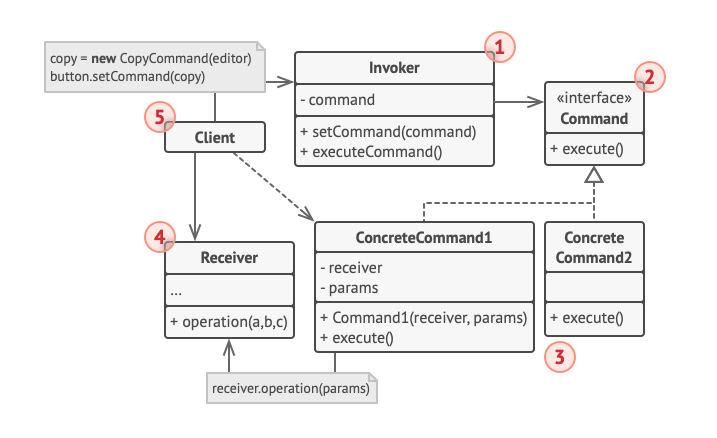 copy = new CopyCommand(editor)
button.setCommand(copy)
1
Invoker
- command
+ setCommand(command)
+ executeCommand()
2
«interface»
Command
+ execute()
5
Client
4
Receiver
...
+ operation(a,b,c)
ConcreteCommand1
- receiver
- params
+ Command1(receiver, params)
+ execute()
Concrete
Command2
+ execute()
3
receiver.operation(params)